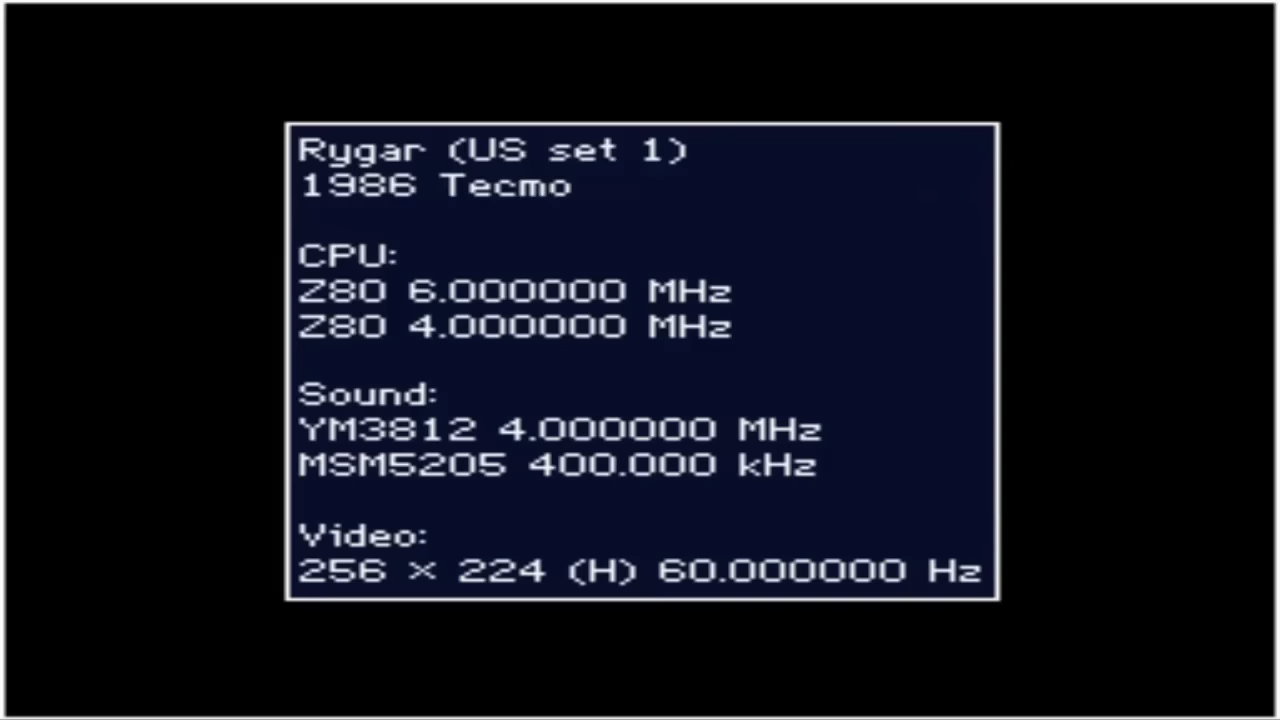 Rygar (US set 1)
1986 Tecmo
CPU:
Z80 6.000000 MHz
Z80 4.000000 MHz
Sound:
YM3812 4.000000 MHz
MSM5205 400.000 kHz
Video:
256 × 224 (H) 60.000000 Hz